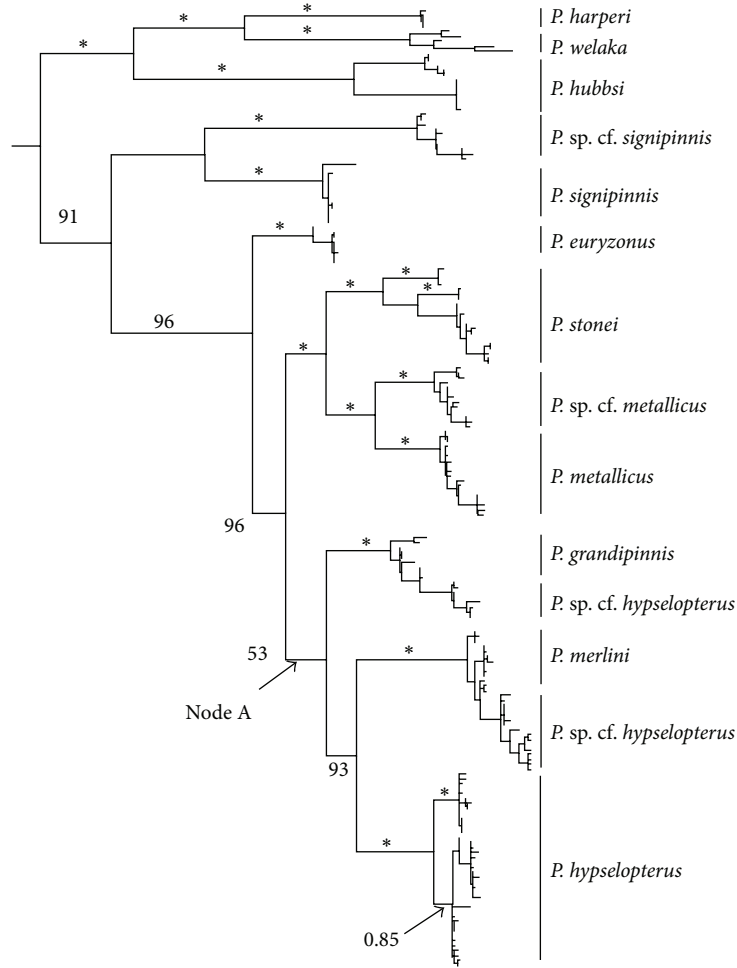 *
*
*
*
P. harperi
P. welaka
P. hubbsi
*
*
P. sp. cf. signipinnis
P. signipinnis
91
*
P. euryzonus
96
*
*
*
*
P. stonei
*
*
P. sp. cf. metallicus
*
P. metallicus
96
*
P. grandipinnis
P. sp. cf. hypselopterus
53
Node A
*
P. merlini
P. sp. cf. hypselopterus
93
*
*
P. hypselopterus
0.85